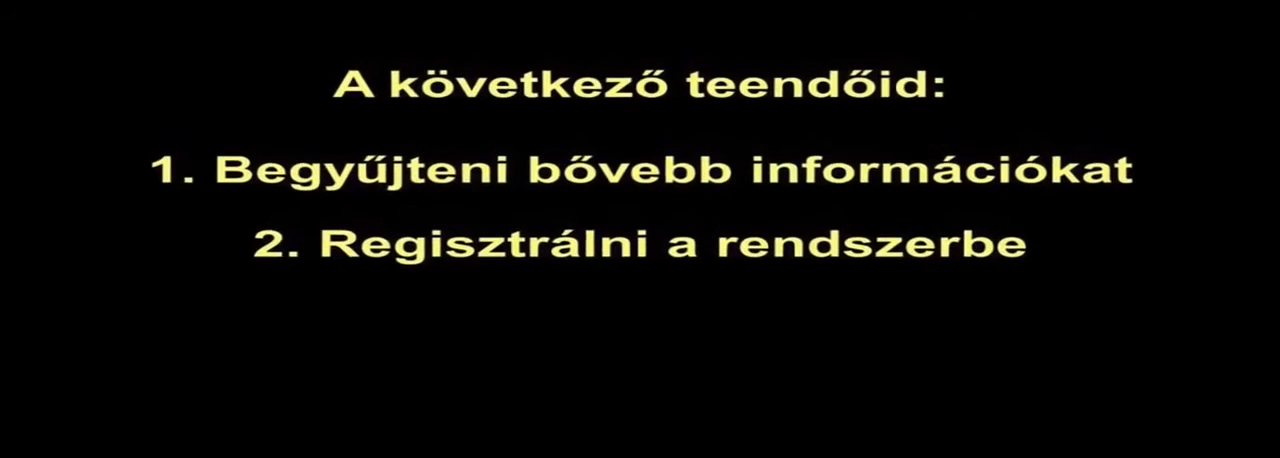 A következő teendőid:
1. Begyűjteni bővebb információkat
2. Regisztrálni a rendszerbe